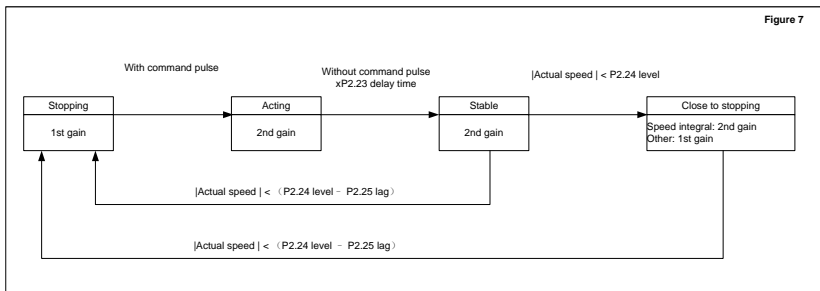 Figure 7
With command pulse
Without command pulse
xP2.23 delay time
|Actual speed | < P2.24 level
Stopping
1st gain
Acting
2nd gain
Stable
2nd gain
Close to stopping
Speed integral: 2nd gain
Other: 1st gain
|Actual speed | < （P2.24 level － P2.25 lag）
|Actual speed | < （P2.24 level － P2.25 lag）